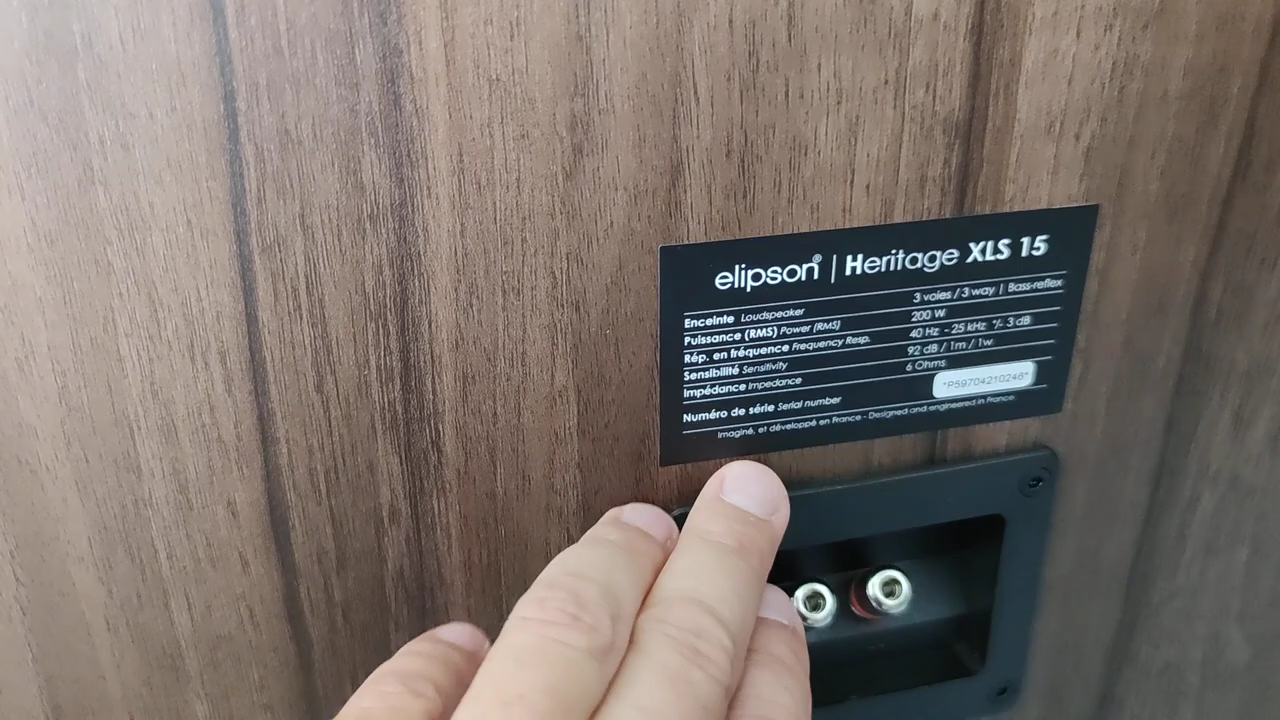 elipson® | Heritage XLS 15
Enceinte Loudspeaker 3 voies / 3 way | Bass-reflex
Puissance (RMS) Power (RMS) 200 W
Rép. en fréquence Frequency Resp. 40 Hz - 25 kHz +/- 3 dB
Sensibilité Sensitivity 92 dB / 1m / 1w
Impédance Impedance 6 Ohms
Numéro de série Serial number *P59704210246*
Imaginé, et développé en France - Designed and engineered in France